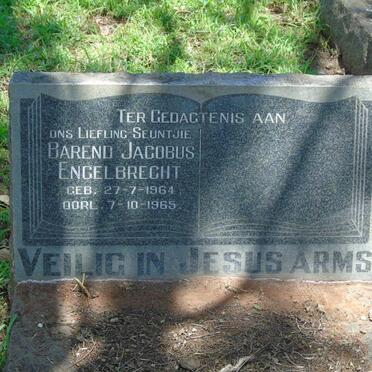 TER GEDAGTENIS AAN
ONS LIEFLING SEUNTJIE
BAREND JACOBUS
ENGELBRECHT
GEB. 27-7-1964
OORL. 7-10-1965.
VEILIG IN JESUS ARMS